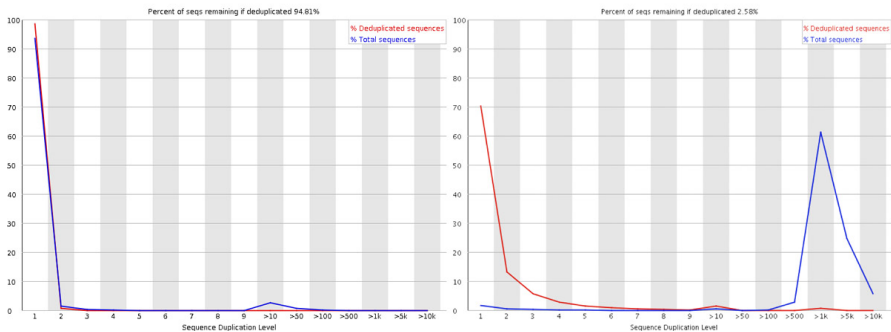 Percent of seqs remaining if deduplicated 94.81%
% Deduplicated sequences
% Total sequences
100
90
80
70
60
50
40
30
20
10
0
1 2 3 4 5 6 7 8 9 >10 >50 >100 >500 >1k >5k >10k
Sequence Duplication Level
Percent of seqs remaining if deduplicated 2.58%
% Deduplicated sequences
% Total sequences
100
90
80
70
60
50
40
30
20
10
0
1 2 3 4 5 6 7 8 9 >10 >50 >100 >500 >1k >5k >10k
Sequence Duplication Level